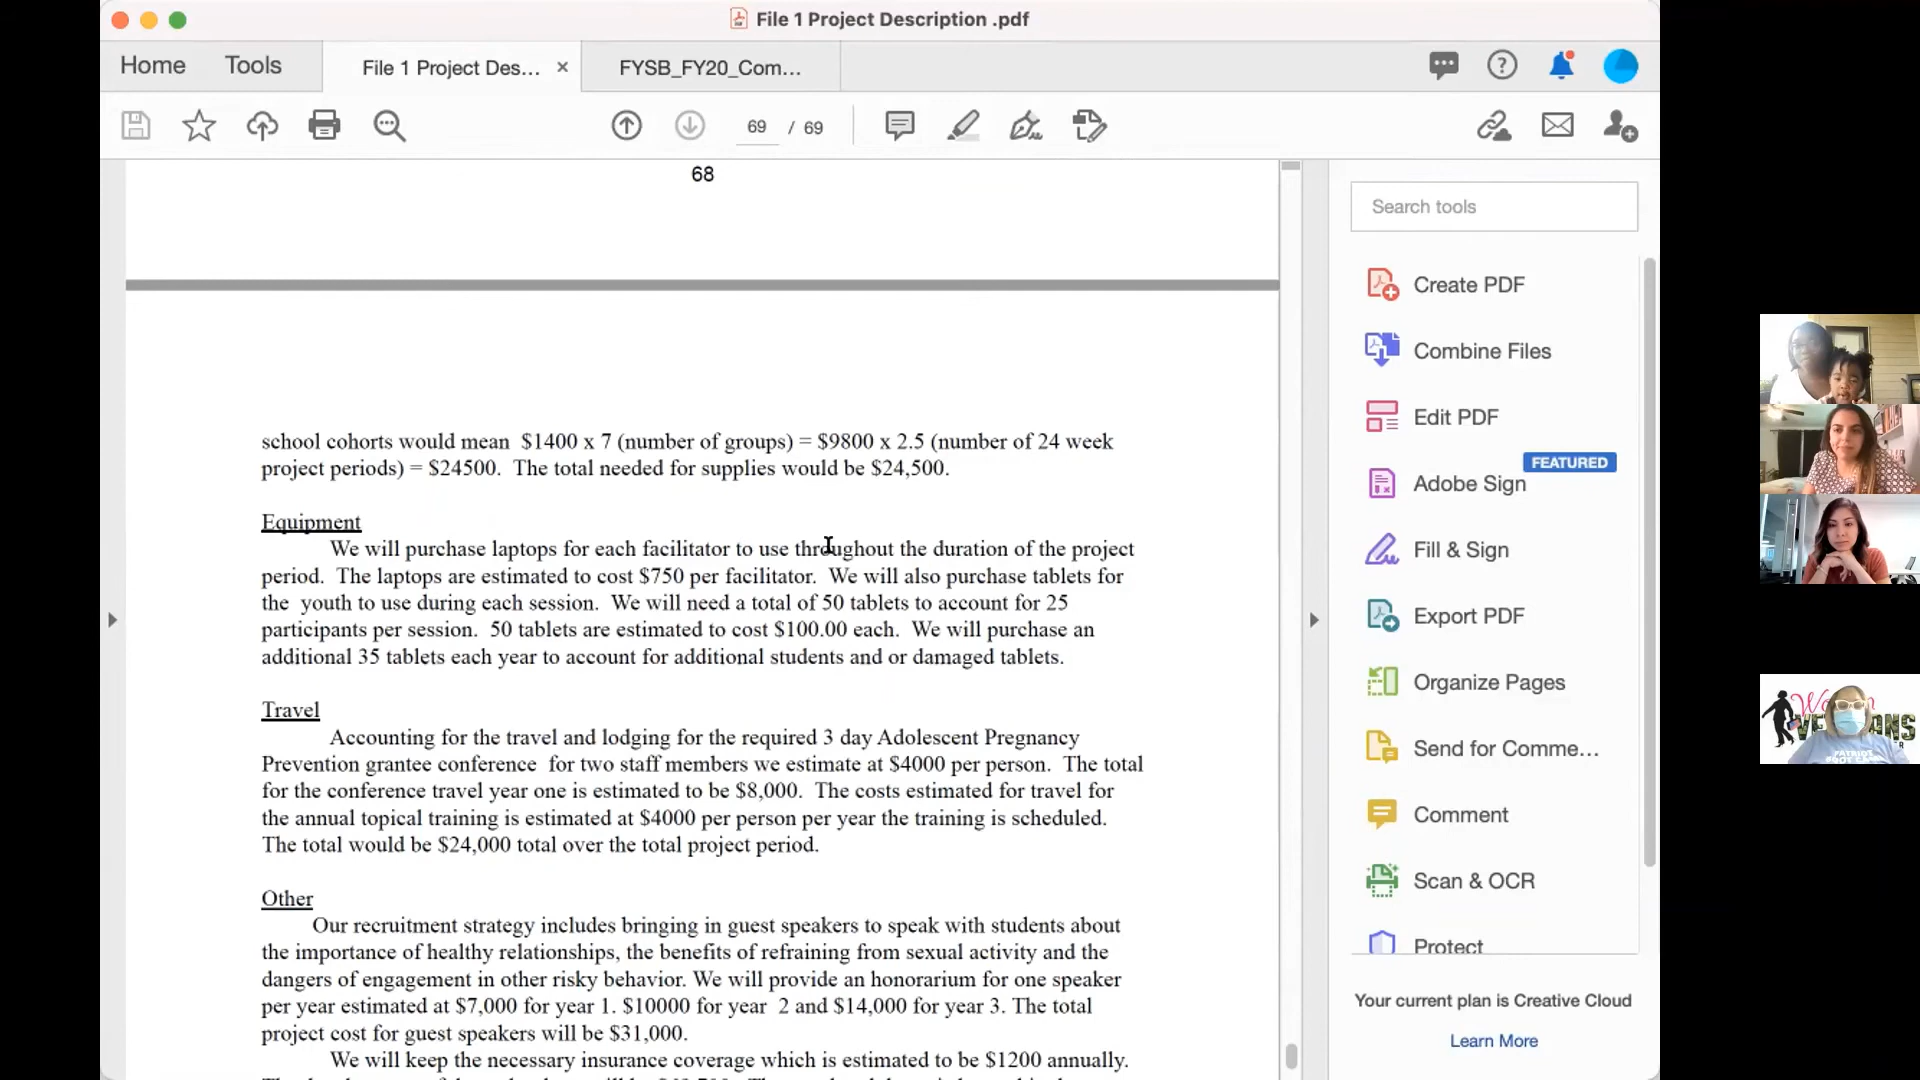 File 1 Project Description .pdf
Home
Tools
File 1 Project Des...
FYSB_FY20_Com...
69 / 69
68
school cohorts would mean $1400 x 7 (number of groups) = $9800 x 2.5 (number of 24 week
project periods) = $24500. The total needed for supplies would be $24,500.
Equipment
We will purchase laptops for each facilitator to use throughout the duration of the project
period. The laptops are estimated to cost $750 per facilitator. We will also purchase tablets for
the youth to use during each session. We will need a total of 50 tablets to account for 25
participants per session. 50 tablets are estimated to cost $100.00 each. We will purchase an
additional 35 tablets each year to account for additional students and or damaged tablets.
Travel
Accounting for the travel and lodging for the required 3 day Adolescent Pregnancy
Prevention grantee conference for two staff members we estimate at $4000 per person. The total
for the conference travel year one is estimated to be $8,000. The costs estimated for travel for
the annual topical training is estimated at $4000 per person per year the training is scheduled.
The total would be $24,000 total over the total project period.
Other
Our recruitment strategy includes bringing in guest speakers to speak with students about
the importance of healthy relationships, the benefits of refraining from sexual activity and the
dangers of engagement in other risky behavior. We will provide an honorarium for one speaker
per year estimated at $7,000 for year 1. $10000 for year 2 and $14,000 for year 3. The total
project cost for guest speakers will be $31,000.
We will keep the necessary insurance coverage which is estimated to be $1200 annually.
Search tools
Create PDF
Combine Files
Edit PDF
FEATURED
Adobe Sign
Fill & Sign
Export PDF
Organize Pages
Send for Comme...
Comment
Scan & OCR
Protect
Your current plan is Creative Cloud
Learn More